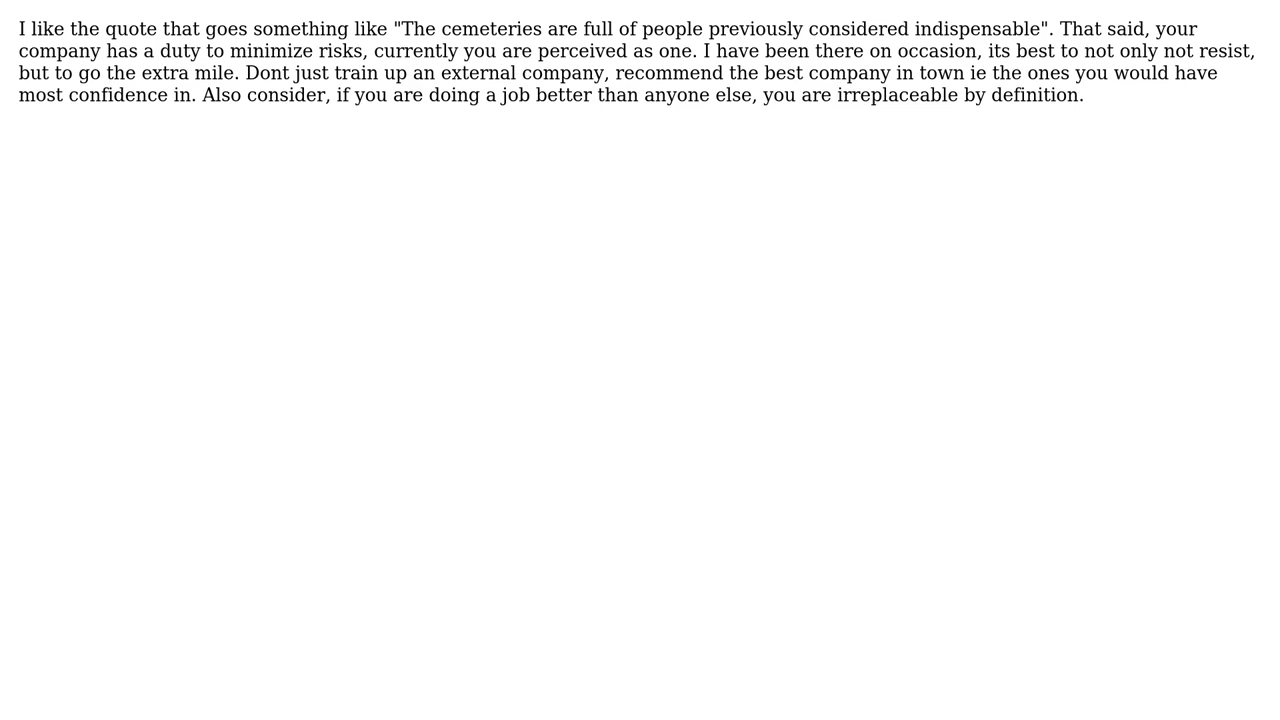 I like the quote that goes something like "The cemeteries are full of people previously considered indispensable". That said, your
company has a duty to minimize risks, currently you are perceived as one. I have been there on occasion, its best to not only not resist,
but to go the extra mile. Dont just train up an external company, recommend the best company in town ie the ones you would have
most confidence in. Also consider, if you are doing a job better than anyone else, you are irreplaceable by definition.